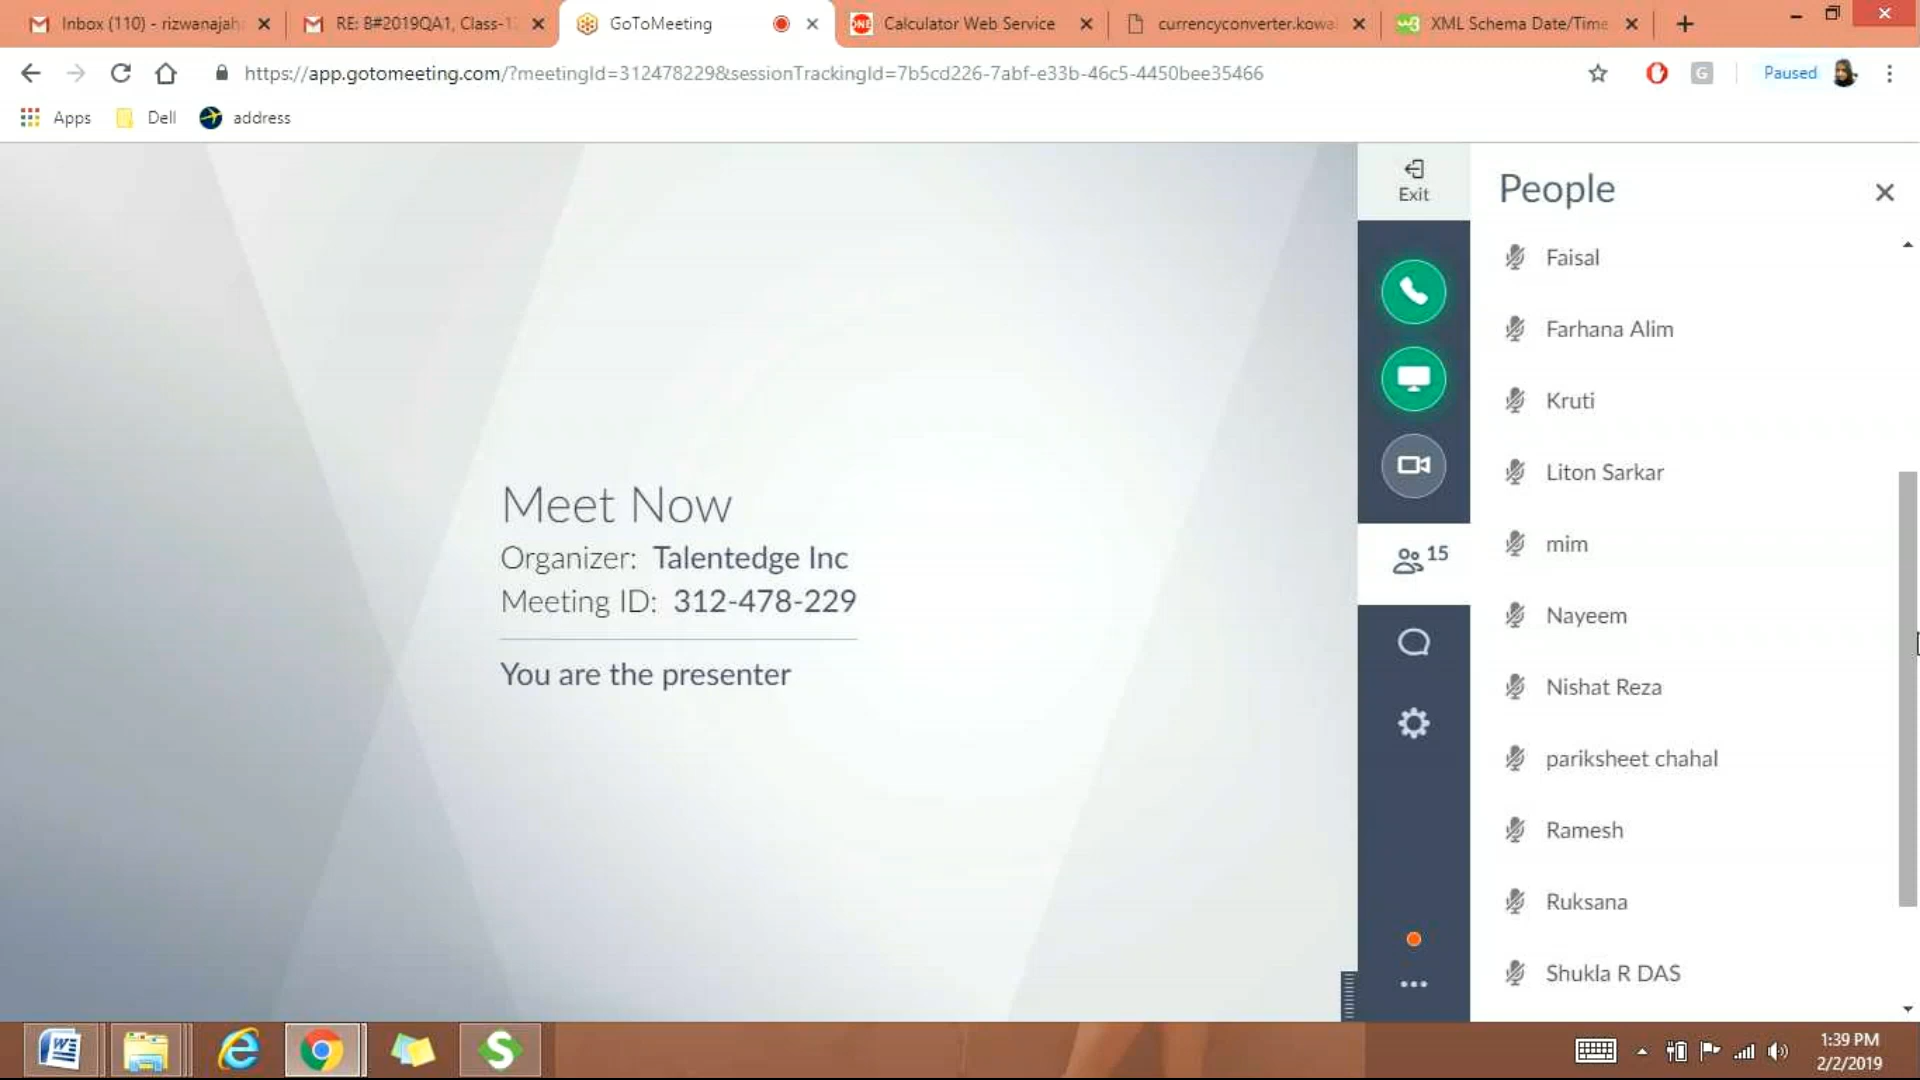 Inbox (110) - rizwanajah
RE: B#2019QA1, Class-1
GoToMeeting
Calculator Web Service
currencyconverter.kowa
XML Schema Date/Time
https://app.gotomeeting.com/?meetingId=312478229&sessionTrackingId=7b5cd226-7abf-e33b-46c5-4450bee35466
G
Paused
Apps
Dell
address
Exit
People
Faisal
Farhana Alim
Kruti
Liton Sarkar
Meet Now
Organizer: Talentedge Inc
15
mim
Meeting ID: 312-478-229
Nayeem
You are the presenter
Nishat Reza
pariksheet chahal
Ramesh
Ruksana
Shukla R DAS
1:39 PM
2/2/2019